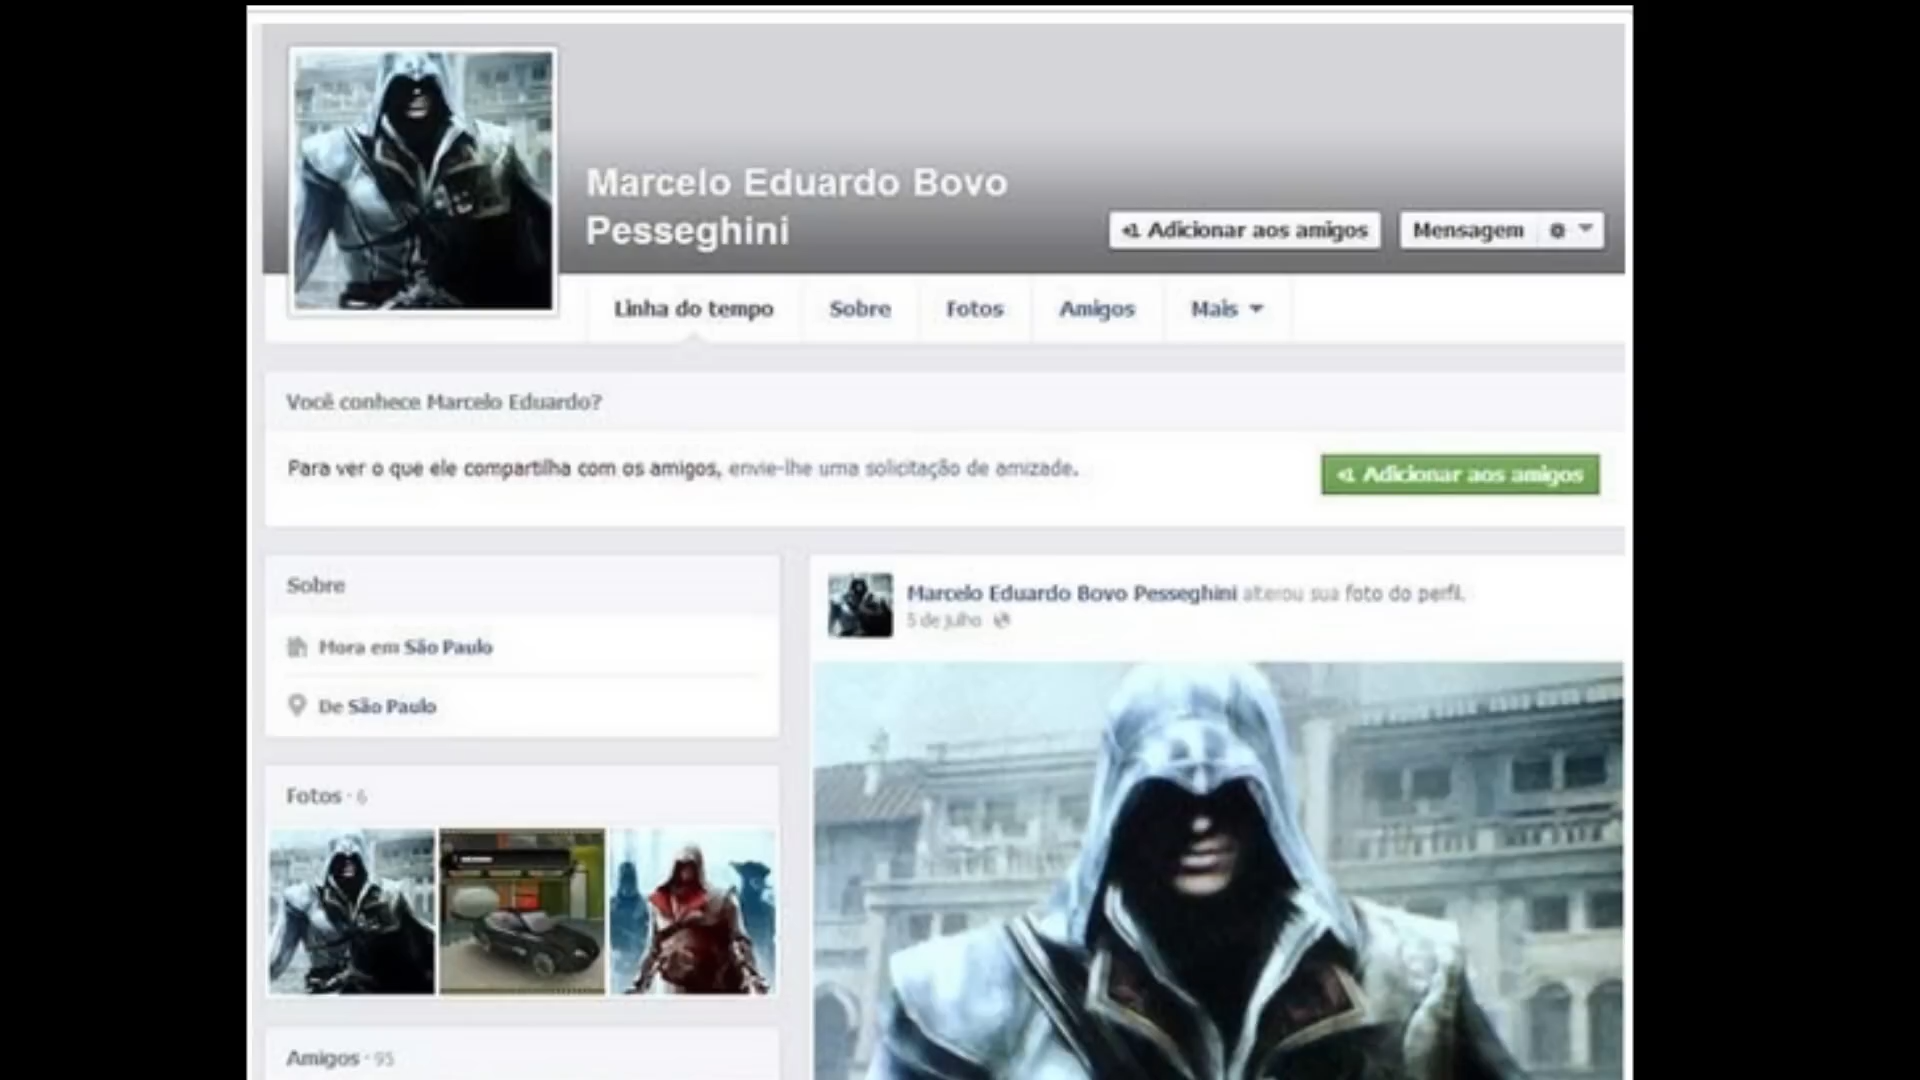 Marcelo Eduardo Bovo
Pesseghini
Adicionar aos amigos
Mensagem
Linha do tempo
Sobre
Fotos
Amigos
Mais
Você conhece Marcelo Eduardo?
Para ver o que ele compartilha com os amigos, envie-lhe uma solicitação de amizade.
Adicionar aos amigos
Sobre
Mora em São Paulo
De São Paulo
Fotos · 6
Amigos · 95
Marcelo Eduardo Bovo Pesseghini alterou sua foto do perfil.
5 de julho